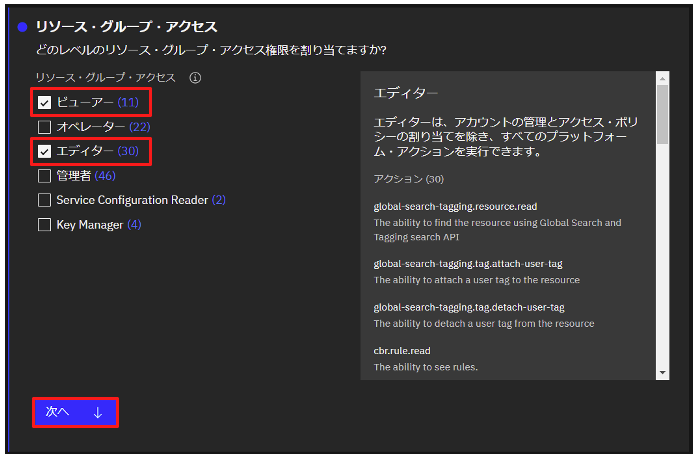 リソース・グループ・アクセス
どのレベルのリソース・グループ・アクセス権限を割り当てますか?
リソース・グループ・アクセス
ビューアー (11)
オペレーター (22)
エディター (30)
管理者 (46)
Service Configuration Reader (2)
Key Manager (4)
次へ
エディター
エディターは、アカウントの管理とアクセス・ポリ
シーの割り当てを除き、すべてのプラットフォー
ム・アクションを実行できます。
アクション (30)
global-search-tagging.resource.read
The ability to find the resource using Global Search and
Tagging search API
global-search-tagging.tag.attach-user-tag
The ability to attach a user tag to the resource
global-search-tagging.tag.detach-user-tag
The ability to detach a user tag from the resource
cbr.rule.read
The ability to see rules.